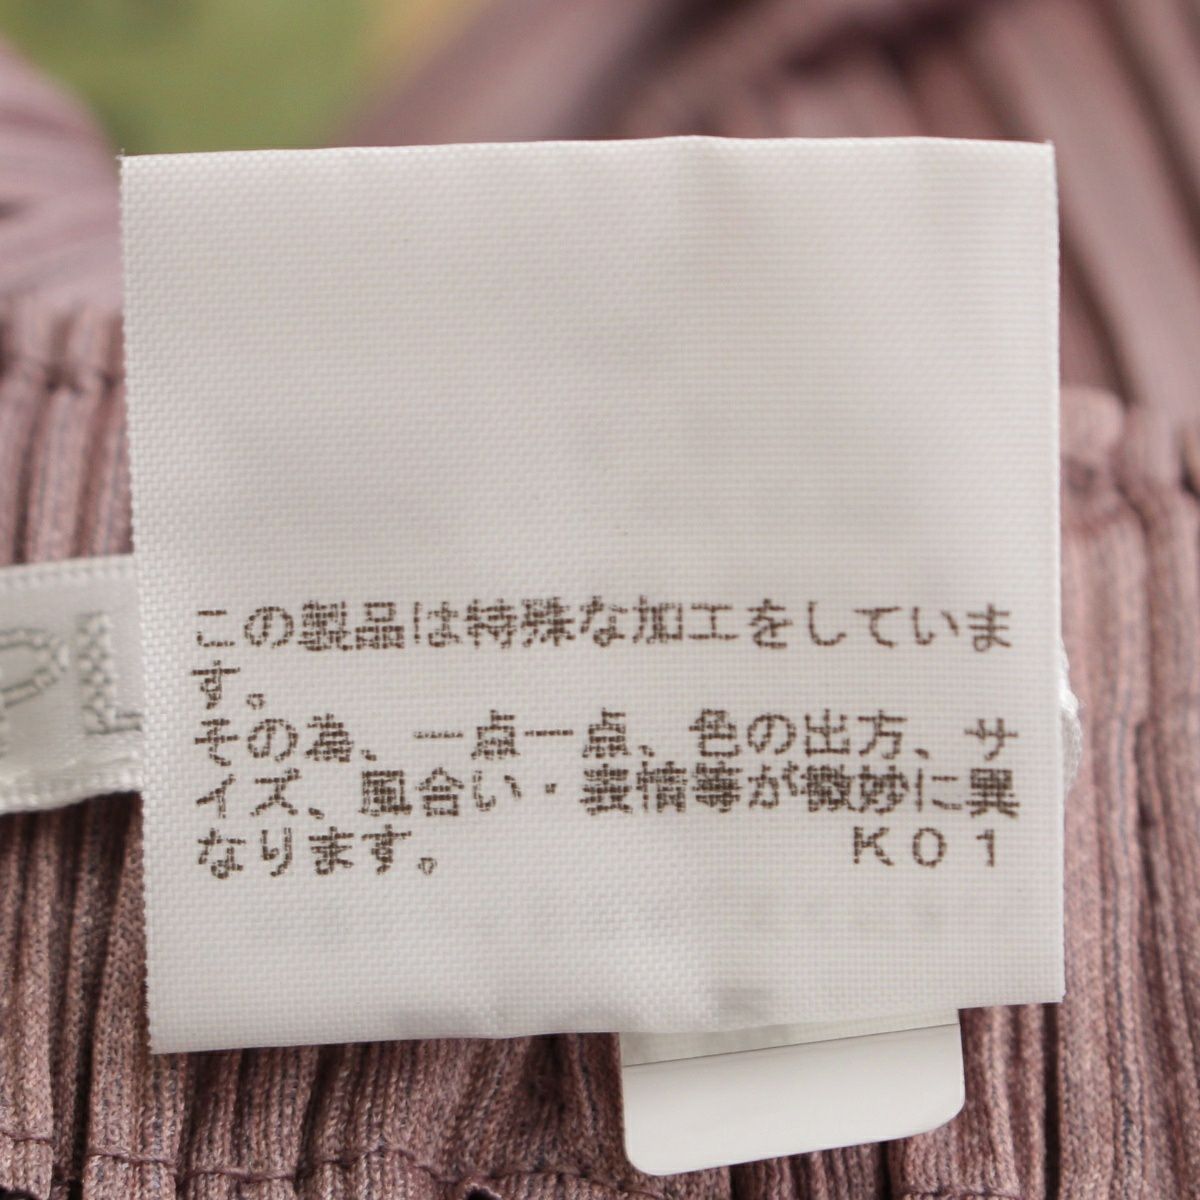 この製品は特殊な加工をしていま
す。
その為、一点一点、色の出方、サ
イズ、風合い・表情等が微妙に異
なります。 K01